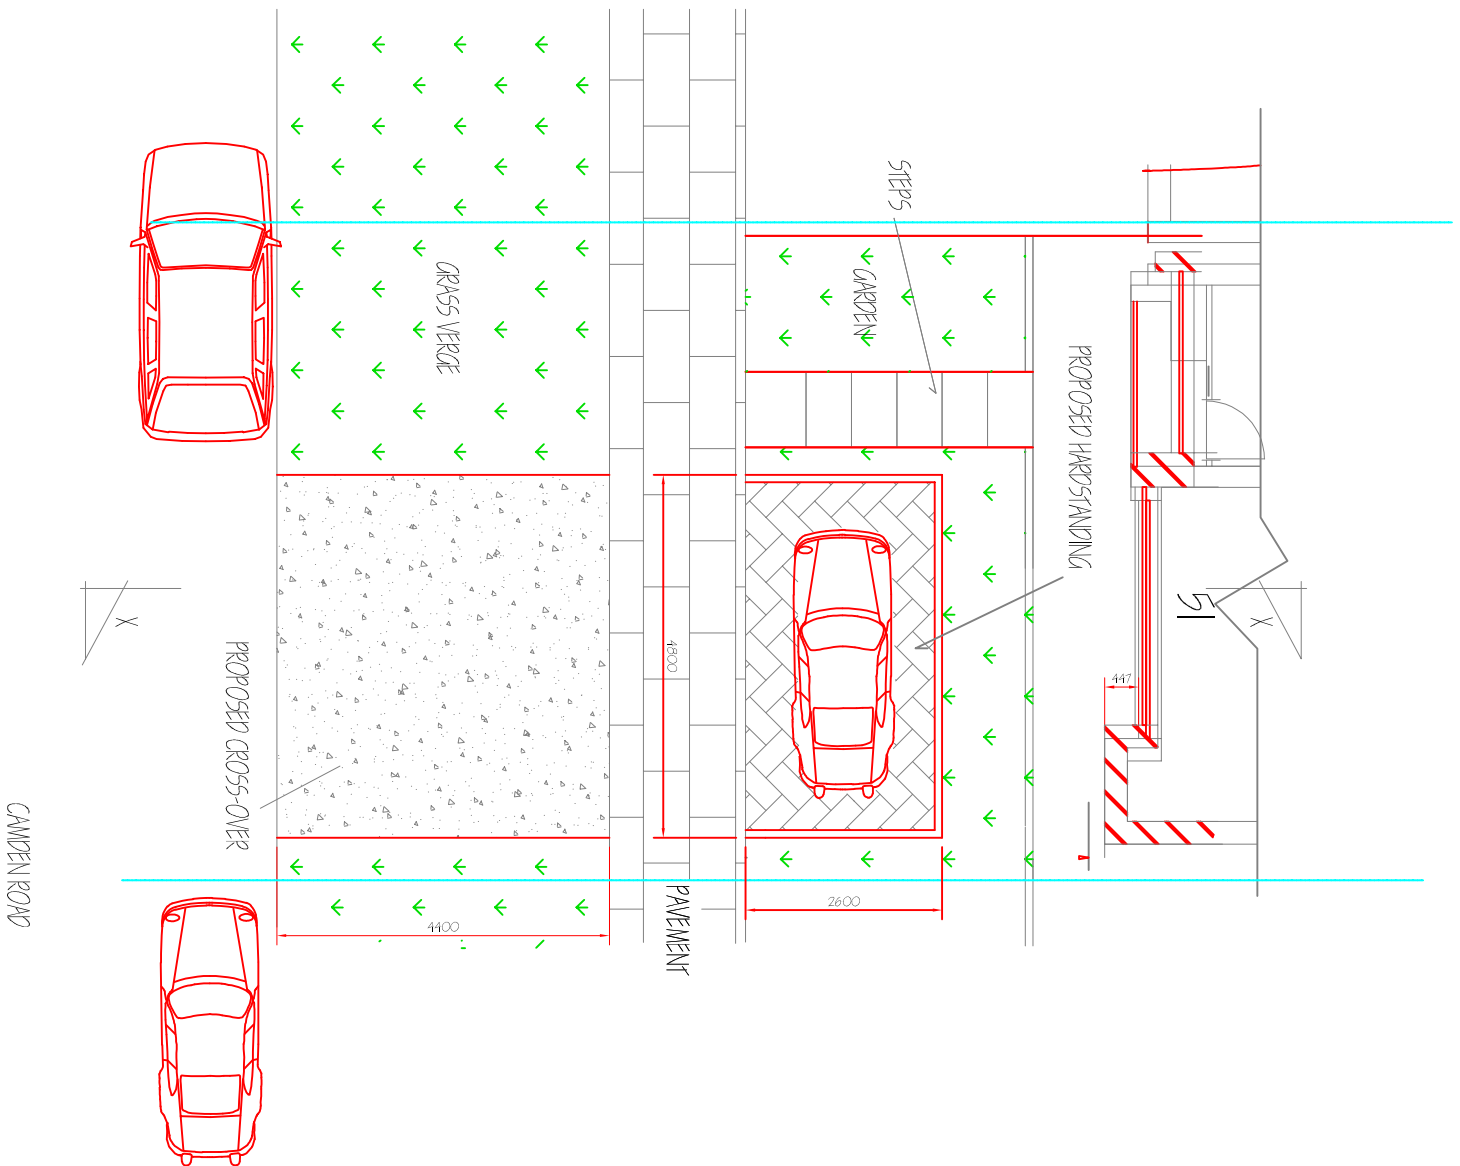 STEPS
GARDEN
GRASS VERGE
PROPOSED HARDSTANDING
51
X
X
447
4800
PROPOSED CROSS-OVER
CAMDEN ROAD
PAVEMENT
2600
4400